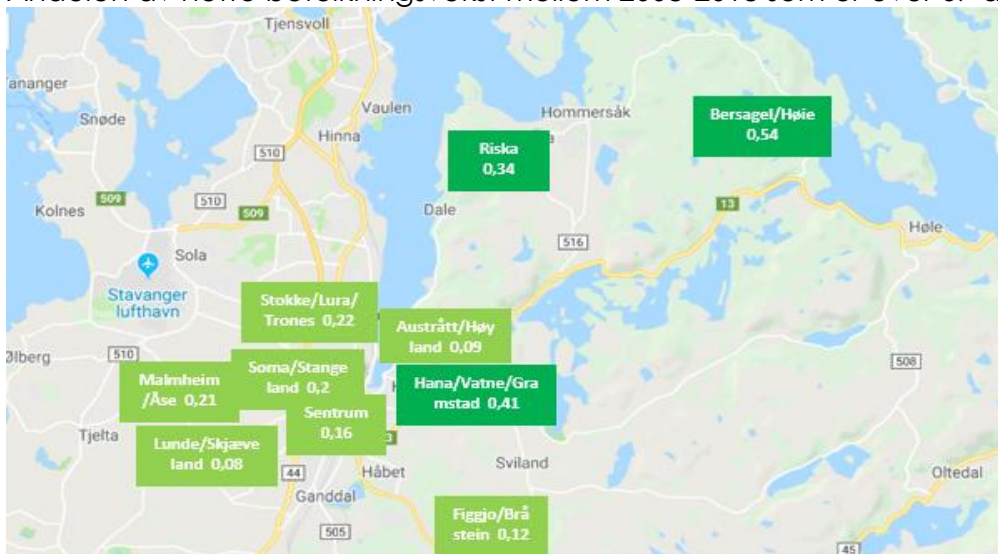 Tjensvoll
ananger
Snøde
Vaulen
Hommersåk
Bersagel/Høie
0,54
Hinna
Riska
0,34
510
509
510
509
Kolnes
Dale
13
Høle
516
Sola
Stavanger
lufthavn
Stokke/Lura/
Trones 0,22
Austrått/Høy
land 0,09
Ølberg
510
508
Soma/Stange
land 0,2
Malmheim
/Åse 0,21
Hana/Vatne/Gra
mstad 0,41
Sentrum
0,16
Tjelta
Lunde/Skjæve
land 0,08
44
Håbet
Sviland
Oltedal
Ganddal
Figgjo/Brå
stein 0,12
505
45